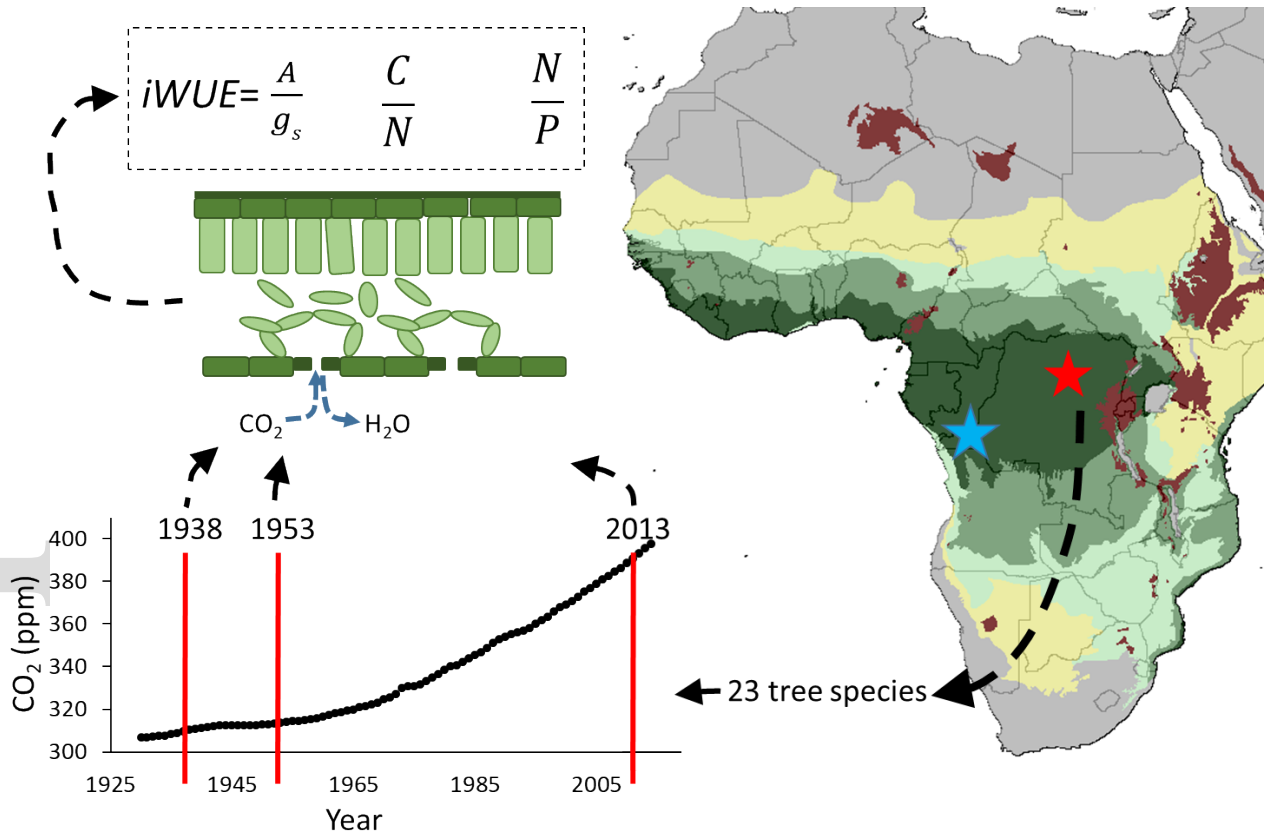 iWUE= A/gₛ C/N N/P
CO₂ H₂O
1938 1953 2013
CO₂ (ppm)
400
380
360
340
320
300
1925 1945 1965 1985 2005
Year
23 tree species